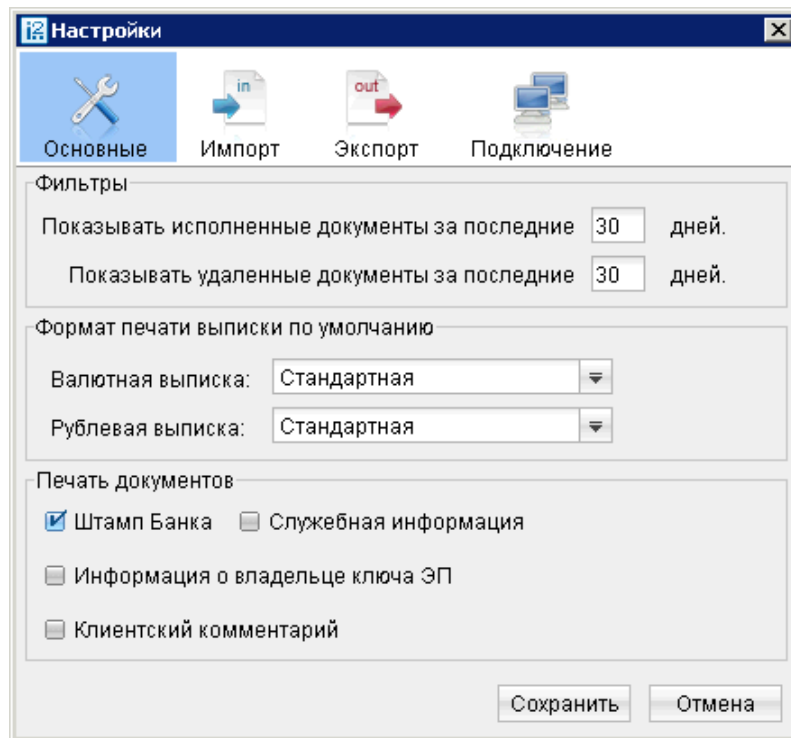 i2 Настройки
in out
Основные Импорт Экспорт Подключение
Фильтры
Показывать исполненные документы за последние 30 дней.
Показывать удаленные документы за последние 30 дней.
Формат печати выписки по умолчанию
Валютная выписка: Стандартная
Рублевая выписка: Стандартная
Печать документов
Штамп Банка Служебная информация
Информация о владельце ключа ЭП
Клиентский комментарий
Сохранить Отмена